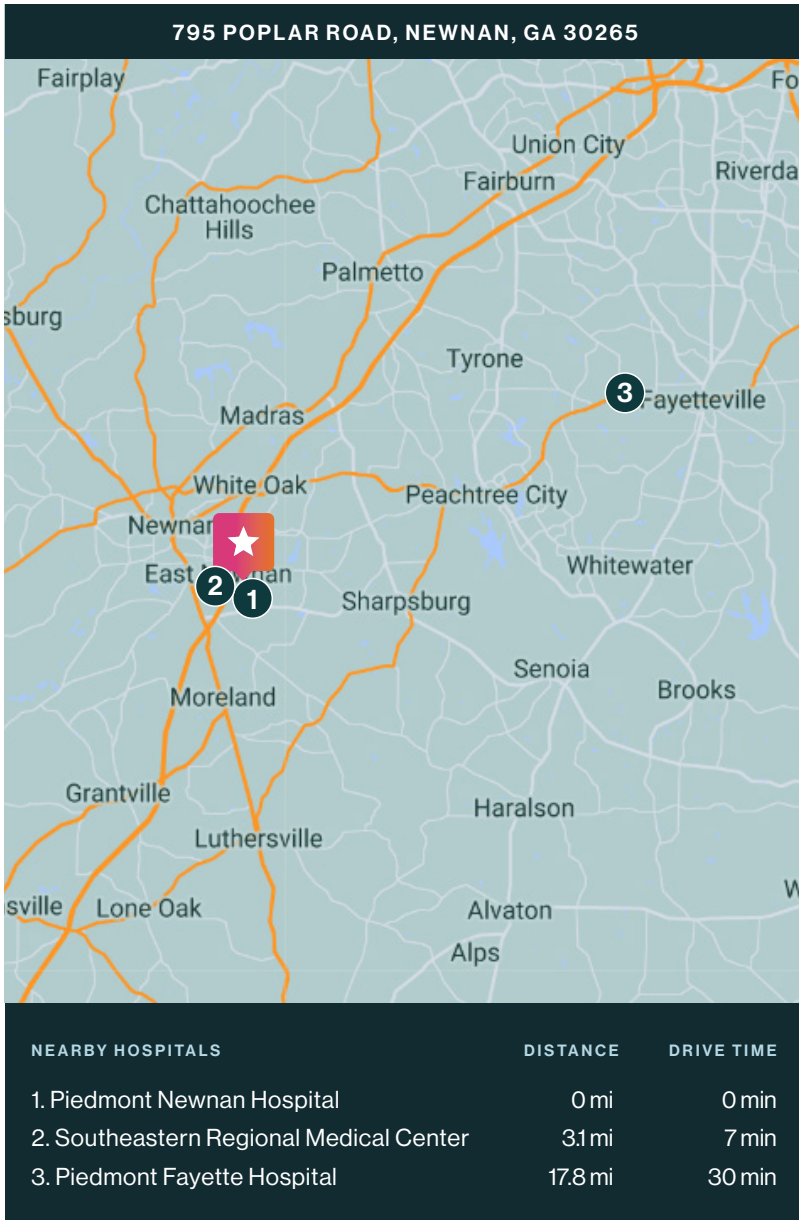 795 POPLAR ROAD, NEWNAN, GA 30265
Fairplay
Fo
Union City
Riverda
Fairburn
Chattahoochee
Hills
Palmetto
sburg
Tyrone
3
Fayetteville
Madras
White Oak
Peachtree City
Newnan
East Newnan
2
1
Whitewater
Sharpsburg
Senoia
Brooks
Moreland
Grantville
Haralson
Luthersville
W
sville
Lone Oak
Alvaton
Alps
NEARBY HOSPITALS DISTANCE DRIVE TIME
1. Piedmont Newnan Hospital 0 mi 0 min
2. Southeastern Regional Medical Center 3.1 mi 7 min
3. Piedmont Fayette Hospital 17.8 mi 30 min